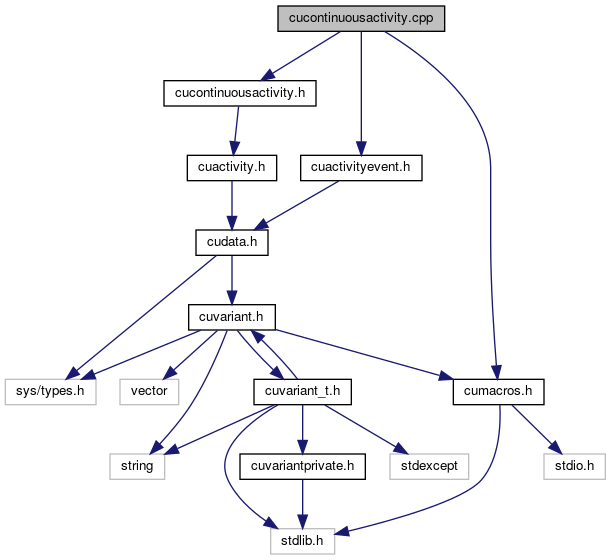 cucontinuousactivity.cpp
cucontinuousactivity.h
cuactivity.h
cuactivityevent.h
cudata.h
cuvariant.h
sys/types.h
vector
cuvariant_t.h
cumacros.h
string
cuvariantprivate.h
stdexcept
stdio.h
stdlib.h